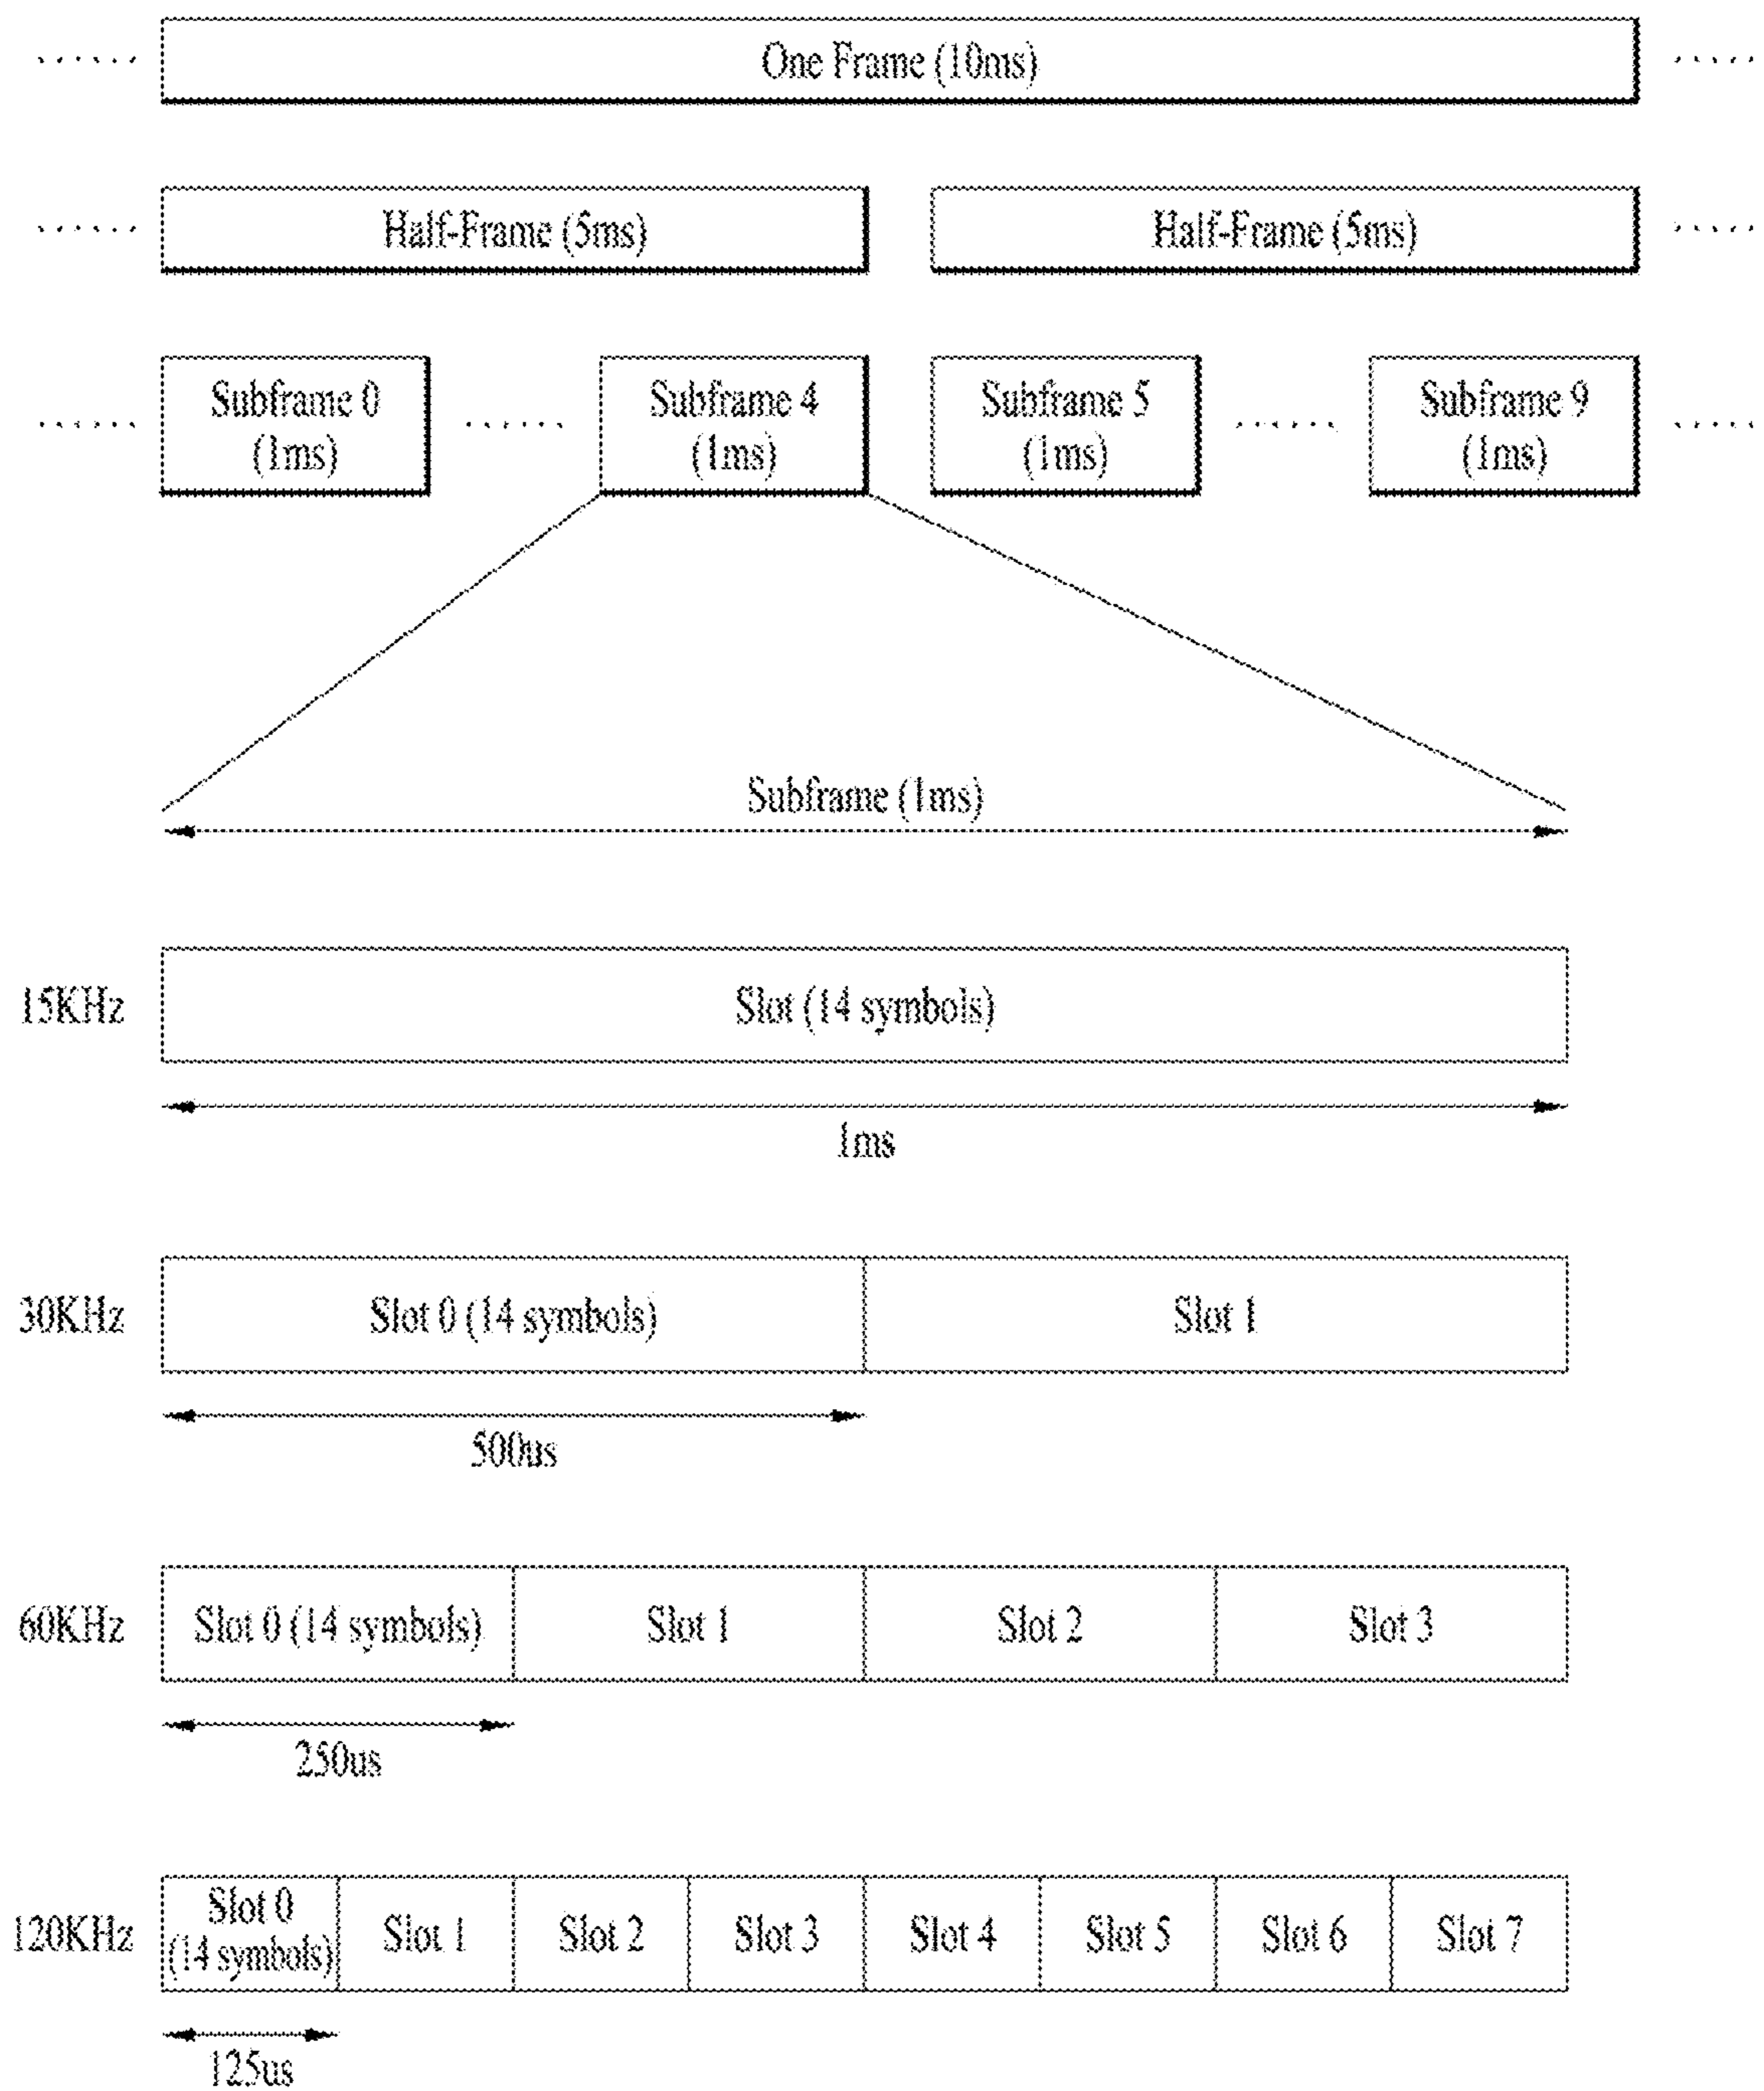 One Frame (10ms)
Half-Frame (5ms)
Half-Frame (5ms)
Subframe 0
(1ms)
Subframe 4
(1ms)
Subframe 5
(1ms)
Subframe 9
(1ms)
Subframe (1ms)
15KHz
Slot (14 symbols)
1ms
30KHz
Slot 0 (14 symbols)
Slot 1
500us
60KHz
Slot 0 (14 symbols)
Slot 1
Slot 2
Slot 3
250us
120KHz
Slot 0
(14 symbols)
Slot 1
Slot 2
Slot 3
Slot 4
Slot 5
Slot 6
Slot 7
125us